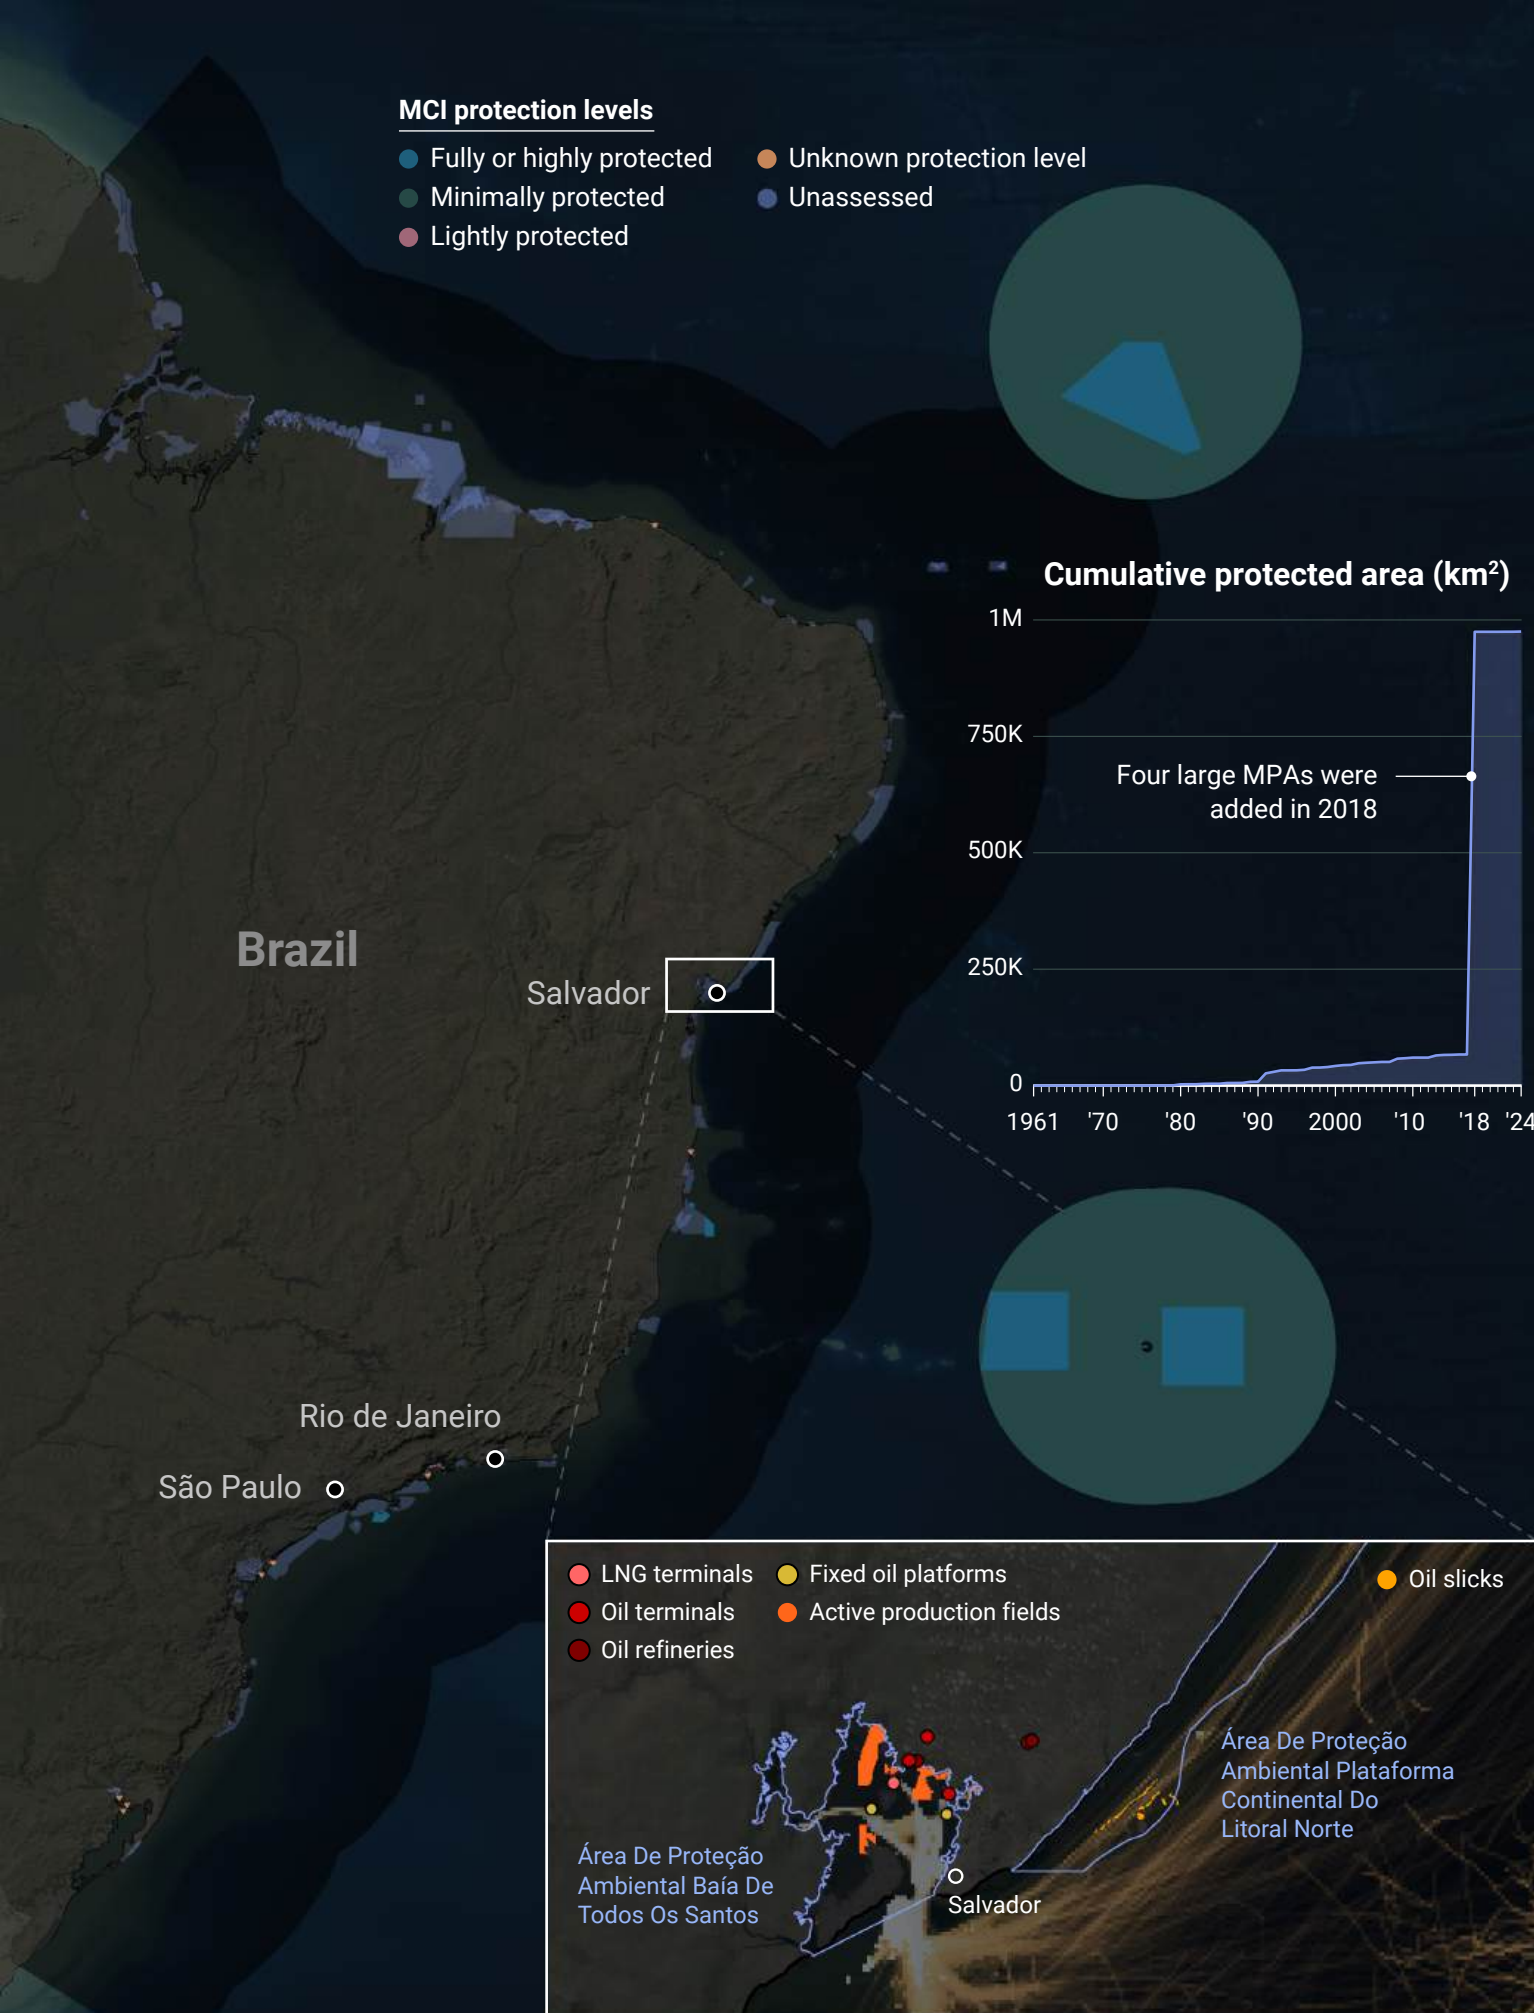 MCI protection levels
Fully or highly protected
Minimally protected
Lightly protected
Unknown protection level
Unassessed
Cumulative protected area (km²)
1M
750K
Four large MPAs were
added in 2018
500K
250K
0
1961 '70 '80 '90 2000 '10 '18 '24
Brazil
Salvador
Rio de Janeiro
São Paulo
LNG terminals
Oil terminals
Oil refineries
Fixed oil platforms
Active production fields
Oil slicks
Área De Proteção
Ambiental Plataforma
Continental Do
Litoral Norte
Área De Proteção
Ambiental Baía De
Todos Os Santos
Salvador